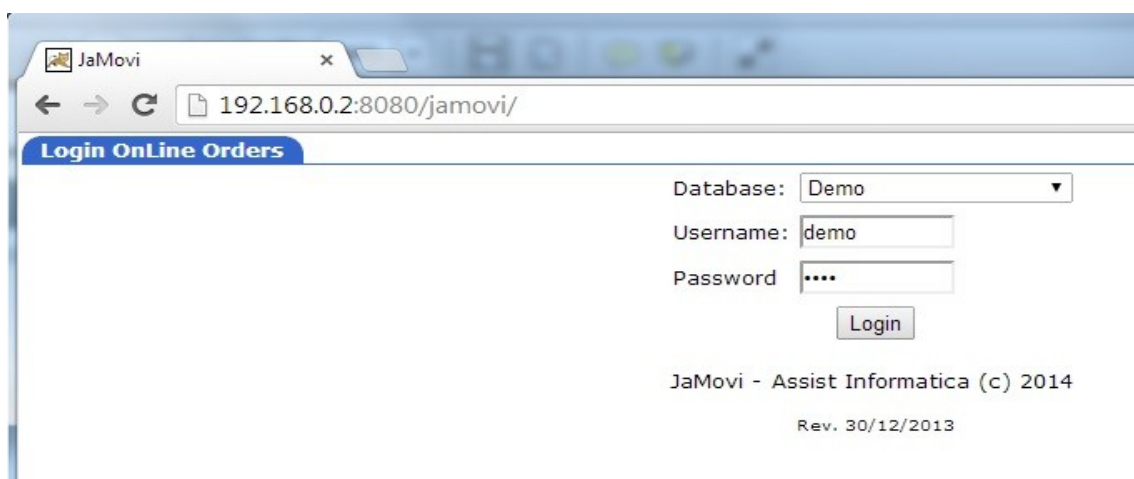 JaMovi
192.168.0.2:8080/jamovi/
Login OnLine Orders
Database: Demo
Username: demo
Password ••••
Login
JaMovi - Assist Informatica (c) 2014
Rev. 30/12/2013